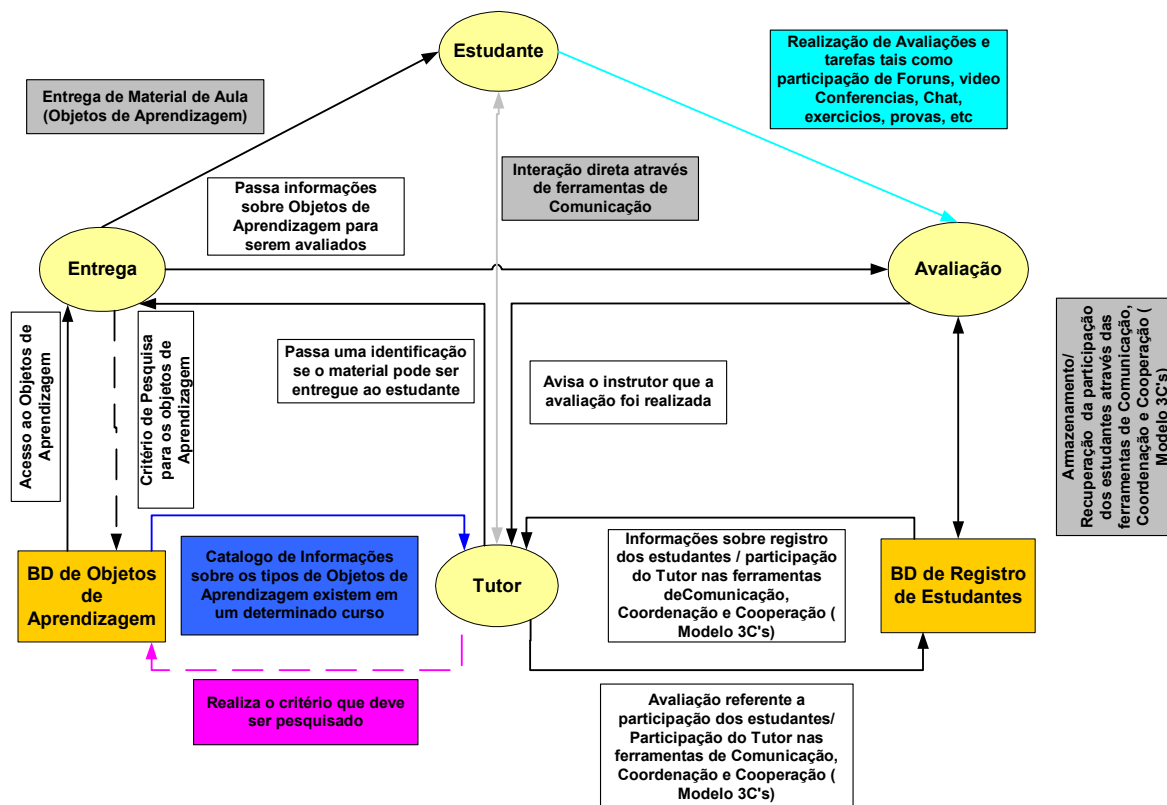 Estudante
Realização de Avaliações e
tarefas tais como
participação de Foruns, video
Conferencias, Chat,
exercicios, provas, etc
Entrega de Material de Aula
(Objetos de Aprendizagem)
Interação direta através
de ferramentas de
Comunicação
Passa informações
sobre Objetos de
Aprendizagem para
serem avaliados
Entrega
Avaliação
Acesso ao Objetos de
Aprendizagem
Critério de Pesquisa
para os objetos de
Aprendizagem
Passa uma identificação
se o material pode ser
entregue ao estudante
Avisa o instrutor que a
avaliação foi realizada
Armazenamento/
Recuperação da participação
dos estudantes através das
ferramentas de Comunicação,
Coordenação e Cooperação (
Modelo 3C's)
BD de Objetos
de
Aprendizagem
Catalogo de Informações
sobre os tipos de Objetos de
Aprendizagem existem em
um determinado curso
Tutor
Informações sobre registro
dos estudantes / participação
do Tutor nas ferramentas
deComunicação,
Coordenação e Cooperação (
Modelo 3C's)
BD de Registro
de Estudantes
Realiza o critério que deve
ser pesquisado
Avaliação referente a
participação dos estudantes/
Participação do Tutor nas
ferramentas de Comunicação,
Coordenação e Cooperação (
Modelo 3C's)